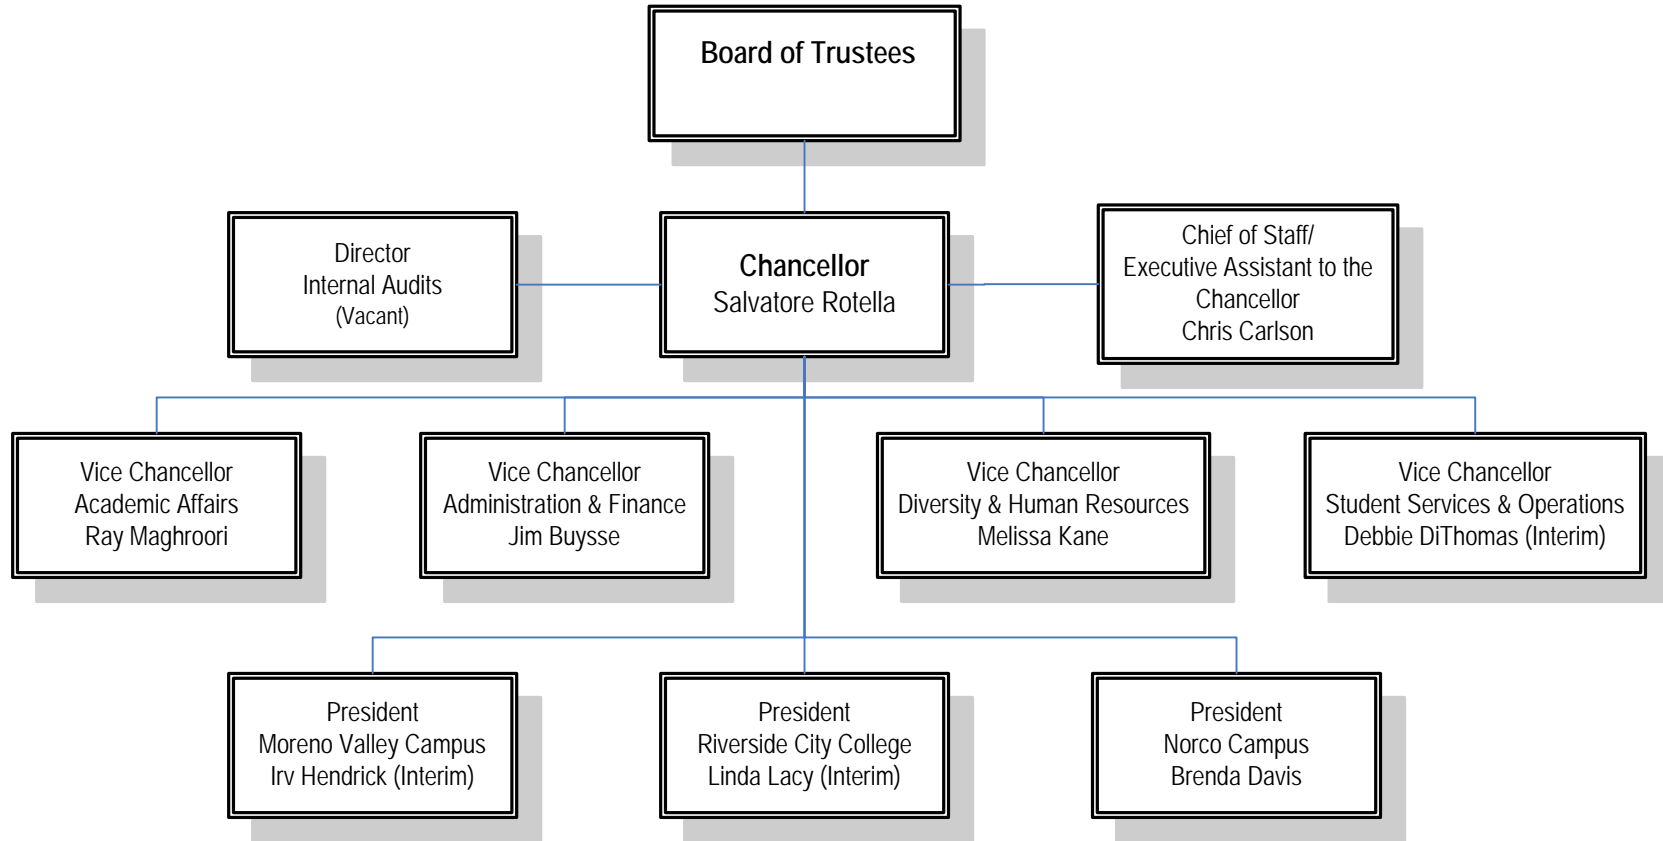 Board of Trustees
Director
Internal Audits
(Vacant)
Chancellor
Salvatore Rotella
Chief of Staff/
Executive Assistant to the
Chancellor
Chris Carlson
Vice Chancellor
Academic Affairs
Ray Maghroori
Vice Chancellor
Administration & Finance
Jim Buysse
Vice Chancellor
Diversity & Human Resources
Melissa Kane
Vice Chancellor
Student Services & Operations
Debbie DiThomas (Interim)
President
Moreno Valley Campus
Irv Hendrick (Interim)
President
Riverside City College
Linda Lacy (Interim)
President
Norco Campus
Brenda Davis